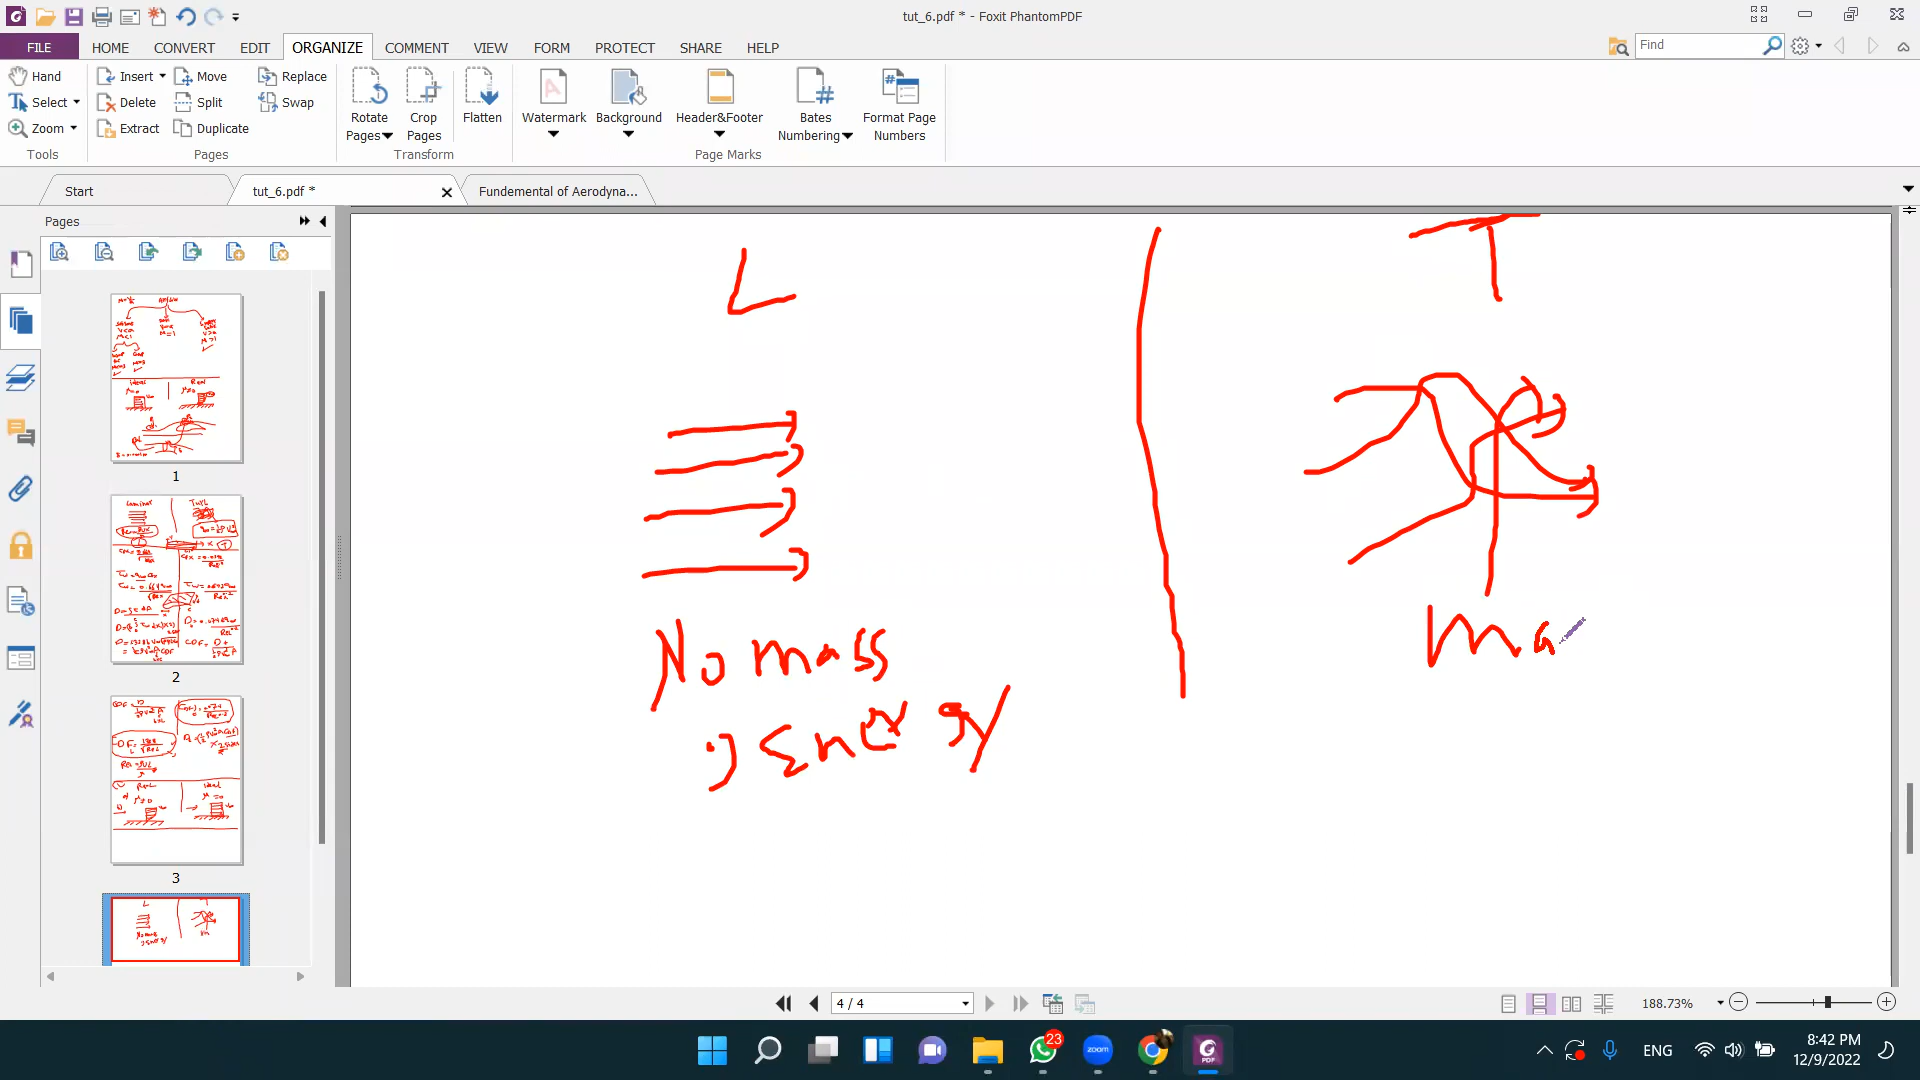 tut_6.pdf * - Foxit PhantomPDF
FILE HOME CONVERT EDIT ORGANIZE COMMENT VIEW FORM PROTECT SHARE HELP
Find
Hand
Select
Zoom
Tools
Insert Move Replace
Delete Split Swap
Extract Duplicate
Pages
Rotate Pages
Crop Pages
Flatten
Transform
Watermark
Background
Header&Footer
Bates Numbering
Format Page Numbers
Page Marks
Start
tut_6.pdf *
Fundemental of Aerodyna...
Pages
1
2
3
L
T
No mass
, Energy
ma
4 / 4
188.73%
23
zoom
PDF
ENG
8:42 PM
12/9/2022